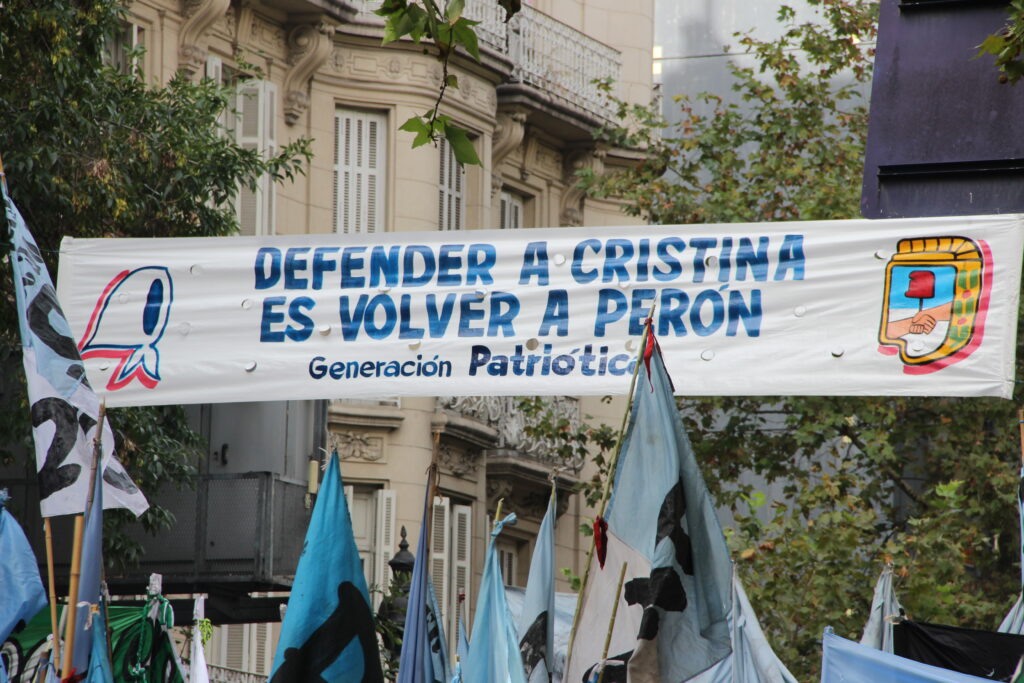 DEFENDER A CRISTINA
ES VOLVER A PERÓN
Generación Patriótica